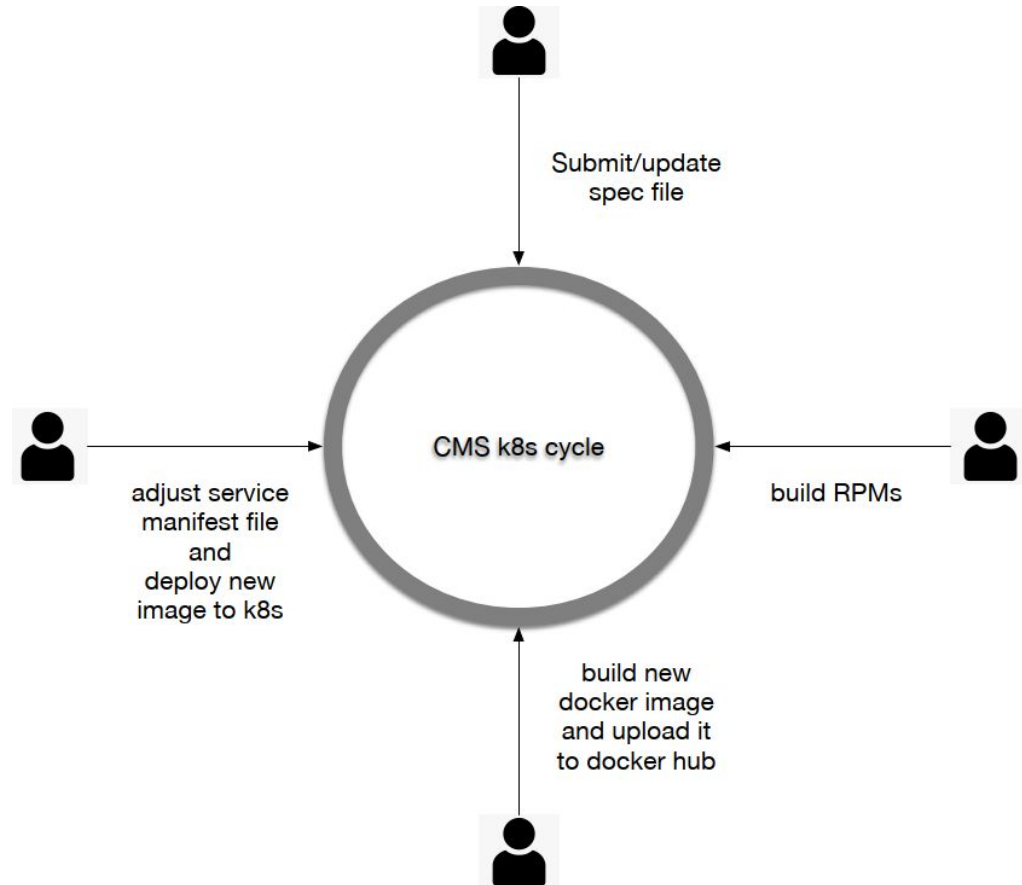 Submit/update
spec file
CMS k8s cycle
adjust service
manifest file
and
deploy new
image to k8s
build RPMs
build new
docker image
and upload it
to docker hub